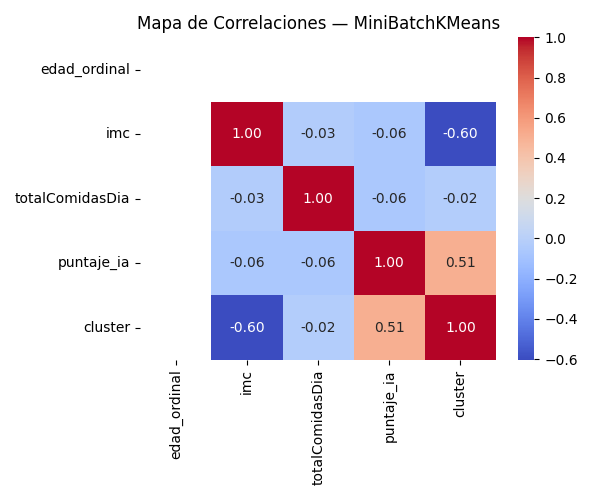 Mapa de Correlaciones — MiniBatchKMeans
edad_ordinal
imc
1.00 -0.03 -0.06 -0.60
totalComidasDia
-0.03 1.00 -0.06 -0.02
puntaje_ia
-0.06 -0.06 1.00 0.51
cluster
-0.60 -0.02 0.51 1.00
edad_ordinal
imc
totalComidasDia
puntaje_ia
cluster
1.0
0.8
0.6
0.4
0.2
0.0
−0.2
−0.4
−0.6